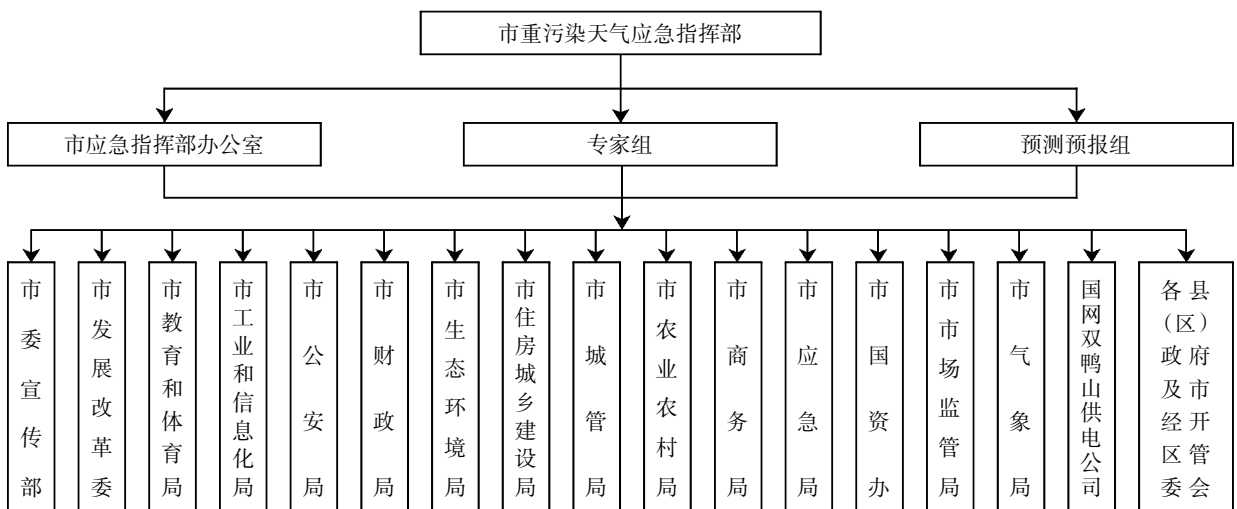 市重污染天气应急指挥部
市应急指挥部办公室
专家组
预测预报组
市委宣传部
市发展改革委
市教育和体育局
市工业和信息化局
市公安局
市财政局
市生态环境局
市住房城乡建设局
市城管局
市农业农村局
市商务局
市应急局
市国资办
市市场监管局
市气象局
国网双鸭山供电公司
各县
（区）
政府
及市
经开
区管
委会